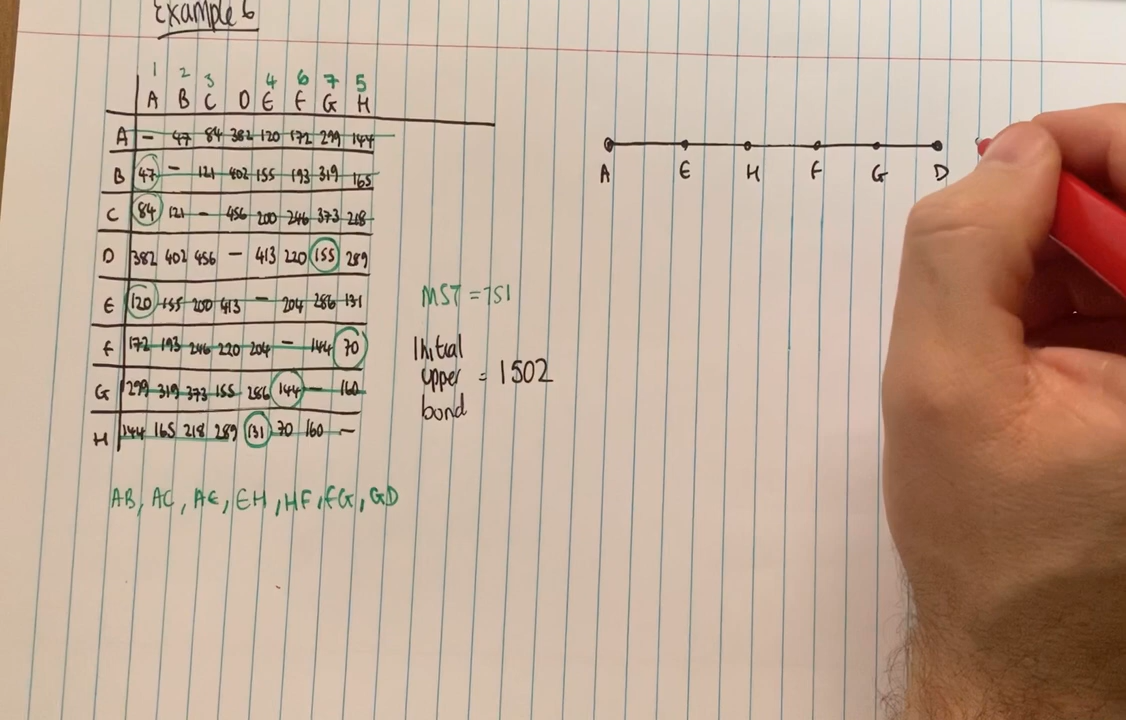 Example 6
1 2 3 4 6 7 5
A B C D E F G H
A - 47 84 382 120 172 299 144
B 47 - 121 402 155 193 319 165
C 84 121 - 456 200 246 373 218
D 382 402 456 - 413 220 155 289
E 120 155 200 413 - 204 286 131
F 172 193 246 220 204 - 144 70
G 299 319 373 155 286 144 - 160
H 144 165 218 289 131 70 160 -
AB, AC, AE, EH, HF, FG, GD
MST = 751
Initial
upper = 1502
bond
A E H F G D